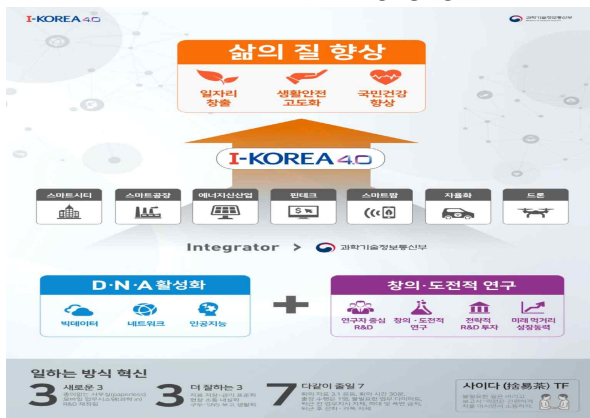 I-KOREA 4.0
과학기술정보통신부
삶의 질 향상
일자리 창출
생활안전 고도화
국민건강 향상
I-KOREA 4.0
스마트시티
스마트공장
에너지신산업
핀테크
스마트팜
자율차
드론
Integrator > 과학기술정보통신부
D·N·A 활성화
빅데이터
네트워크
인공지능
+
창의·도전적 연구
연구자 중심 R&D
창의·도전적 연구
전략적 R&D 투자
미래 먹거리 성장동력
일하는 방식 혁신
3 새로운 3
3 더 잘하는 3
7 다같이 줄일 7
사이다 (捨易茶) TF